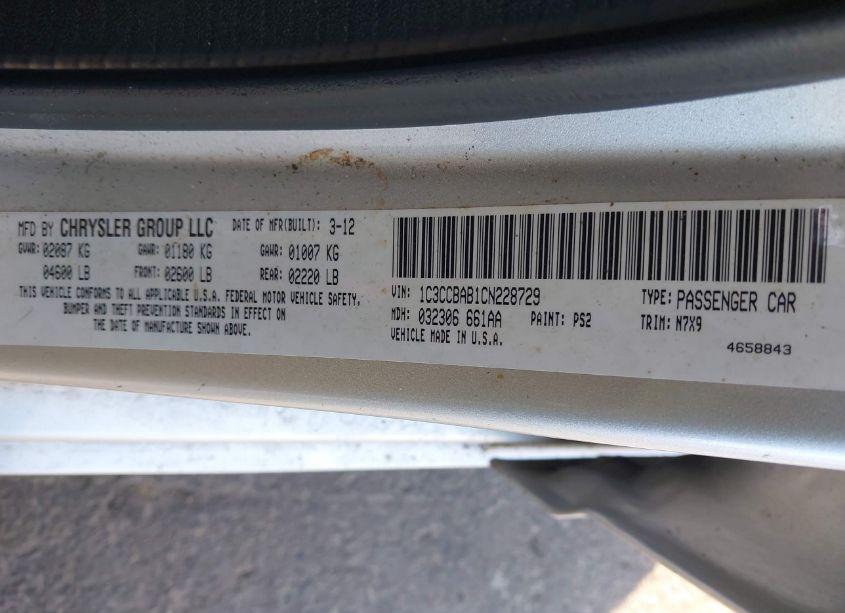 MFD BY CHRYSLER GROUP LLC DATE OF MFR(BUILT): 3-12
GVWR: 02087 KG GAWR: 01180 KG GAWR: 01007 KG
04600 LB FRONT: 02600 LB REAR: 02220 LB
THIS VEHICLE CONFORMS TO ALL APPLICABLE U.S.A. FEDERAL MOTOR VEHICLE SAFETY,
BUMPER AND THEFT PREVENTION STANDARDS IN EFFECT ON
THE DATE OF MANUFACTURE SHOWN ABOVE.
VIN: 1C3CCBAB1CN228729 TYPE: PASSENGER CAR
MDH: 032306 661AA PAINT: PS2 TRIM: N7X9
VEHICLE MADE IN U.S.A.
4658843